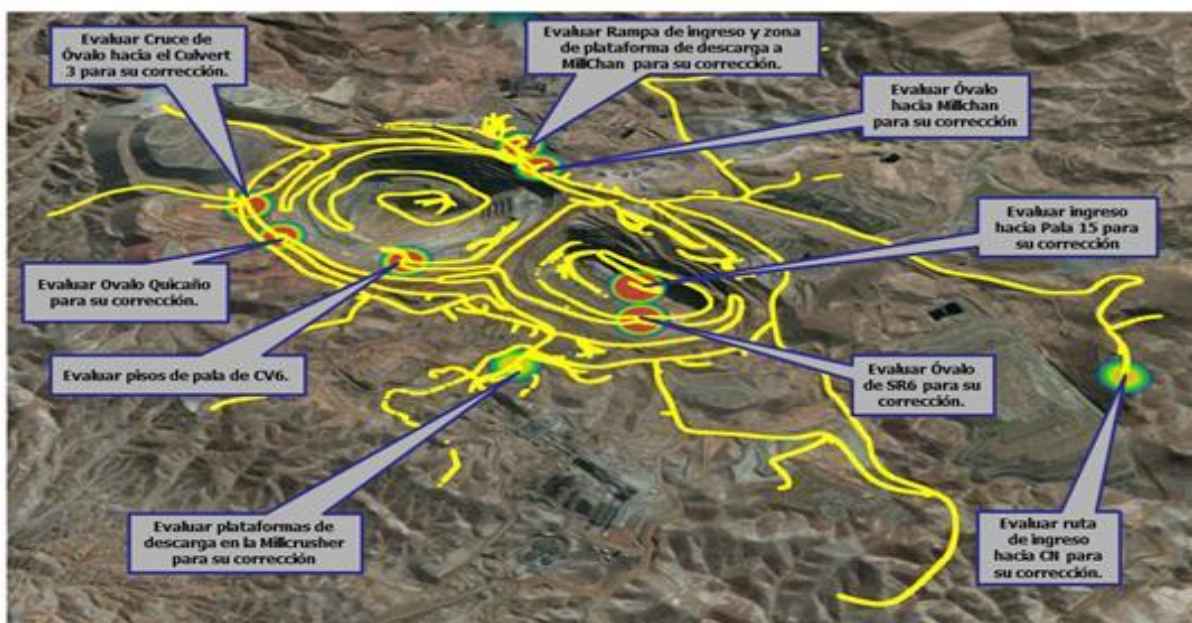 Evaluar Cruce de
Óvalo hacia el Culvert
3 para su corrección.
Evaluar Rampa de ingreso y zona
de plataforma de descarga a
MillChan para su corrección.
Evaluar Óvalo
hacia Millchan
para su corrección
Evaluar ingreso
hacia Pala 15 para
su corrección
Evaluar Ovalo Quicaño
para su corrección.
Evaluar pisos de pala de CV6.
Evaluar Óvalo
de SR6 para su
corrección.
Evaluar plataformas de
descarga en la Millcrusher
para su corrección
Evaluar ruta
de ingreso
hacia CN para
su corrección.